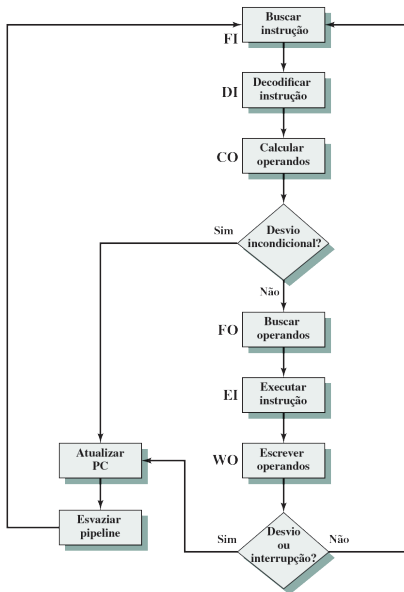 Buscar
instrução
FI
Decodificar
instrução
DI
Calcular
operandos
CO
Sim
Desvio
incondicional?
Não
Buscar
operandos
FO
Executar
instrução
EI
Atualizar
PC
Escrever
operandos
WO
Esvaziar
pipeline
Sim
Desvio
ou
interrupção?
Não